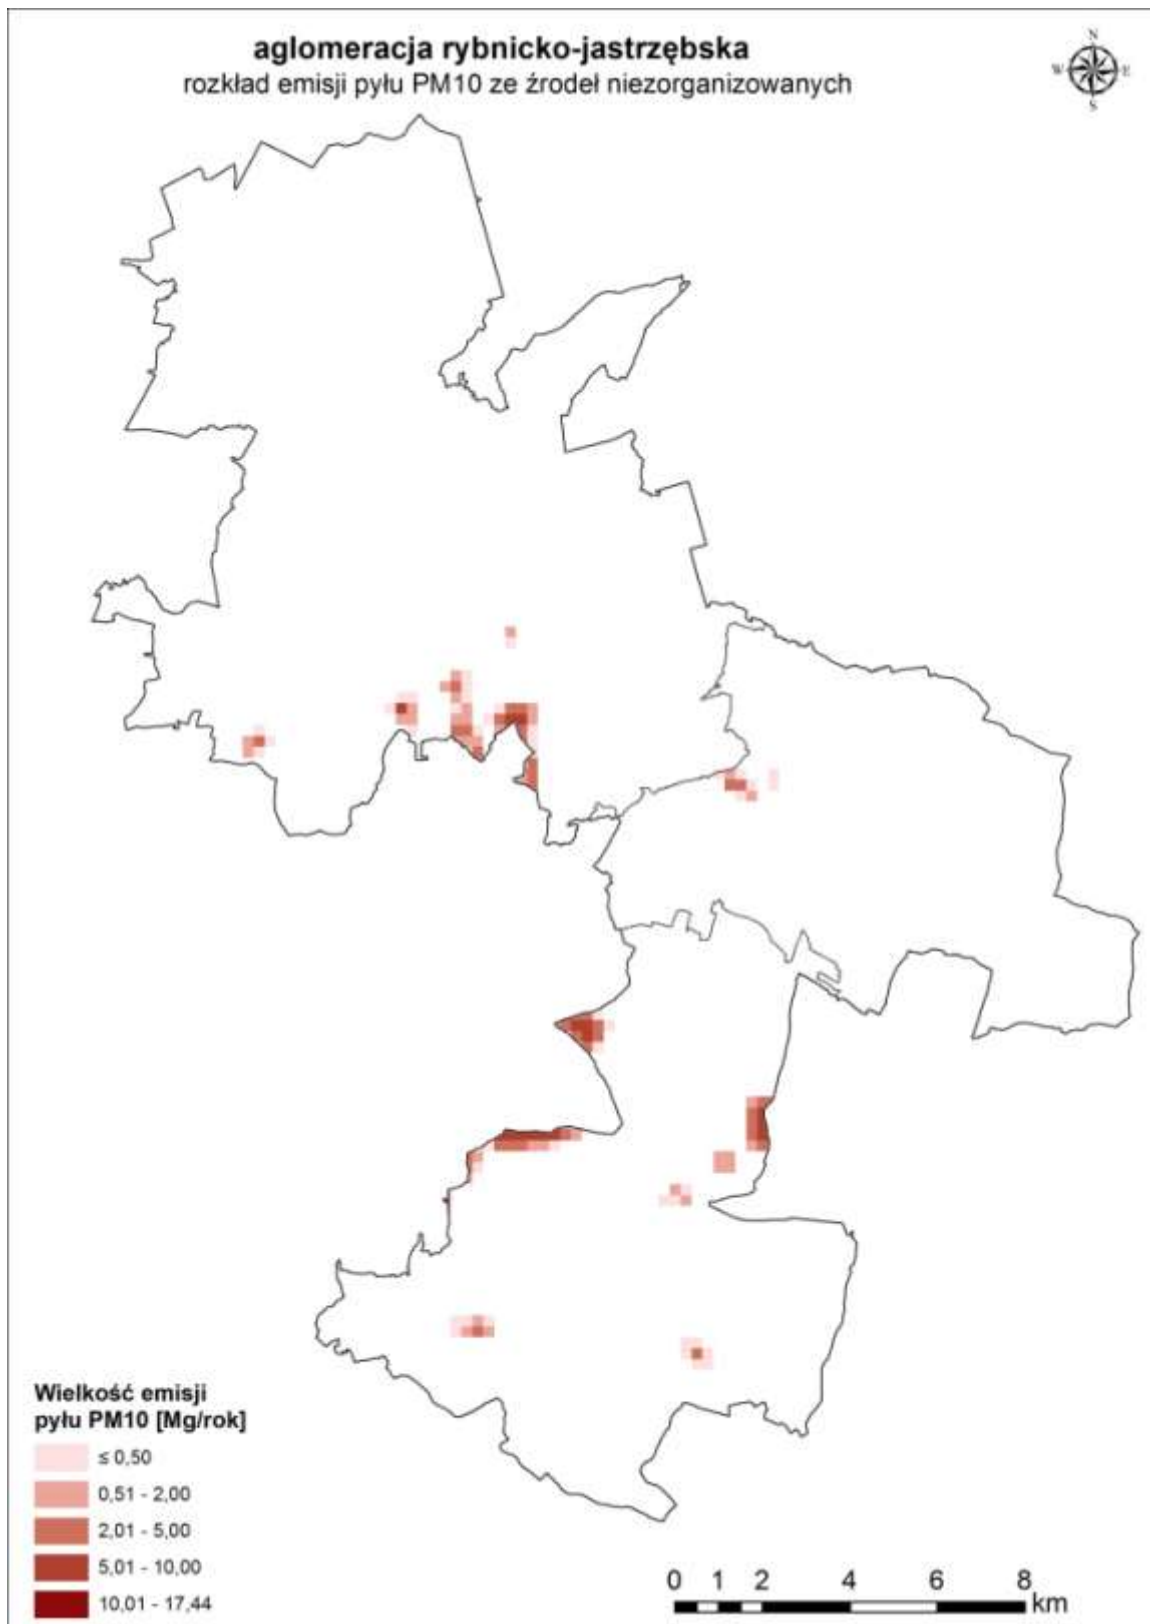 aglomeracja rybnicko-jastrzębska
rozkład emisji pyłu PM10 ze źrodeł niezorganizowanych
N
W E
S
Wielkość emisji
pyłu PM10 [Mg/rok]
≤ 0,50
0,51 - 2,00
2,01 - 5,00
5,01 - 10,00
10,01 - 17,44
0 1 2 4 6 8
km